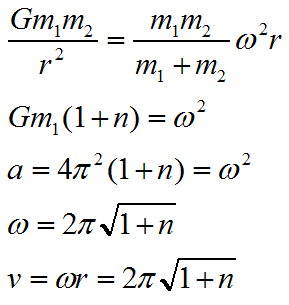 Gm₁m₂/r² = m₁m₂/(m₁+m₂) ω²r
Gm₁(1+n) = ω²
a = 4π²(1+n) = ω²
ω = 2π√(1+n)
v = ωr = 2π√(1+n)